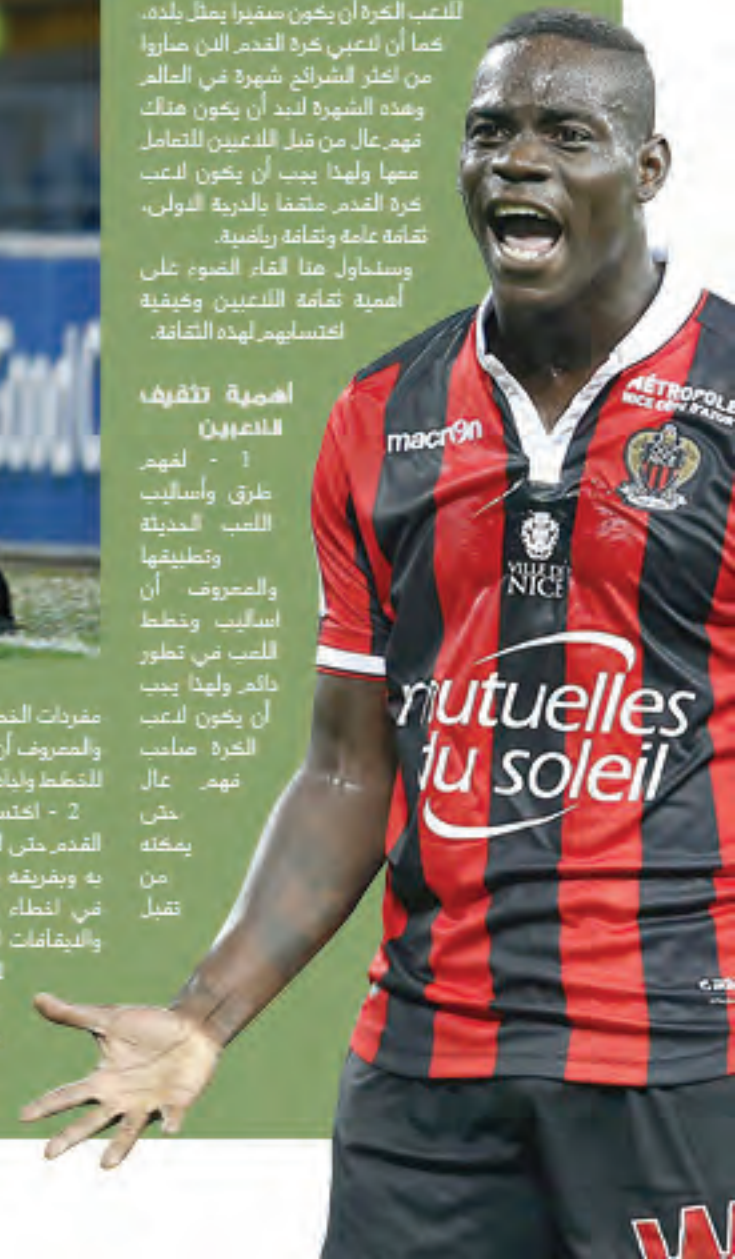 للاعب الكرة أن يكون سفيرا يمثل بلده،
كما أن لاعبي كرة القدم الان صاروا
من اكثر الشرائح شهرة في العالم
وهذه الشهرة لابد أن يكون هناك
فهم عال من قبل اللاعبين للتعامل
معها ولهذا يجب أن يكون لاعب
كرة القدم مثقفا بالدرجة الاولى،
ثقافة عامة وثقافة رياضية.
وسنحاول هنا القاء الضوء على
أهمية ثقافة اللاعبين وكيفية
اكتسابهم لهذه الثقافة.
أهمية تثقيف
اللاعبين
1 - لفهم
طرق وأساليب
اللعب الحديثة
وتطبيقها
والمعروف أن
اساليب وخطط
اللعب في تطور
دائم ولهذا يجب
أن يكون لاعب
الكرة صاحب
فهم عال
حتى
يمكنه
من
تقبل
مفردات
والمعروف أن
للخطط
2 - اكتس
القدم حتى
به وبفريقه
في اخطاء
والايقافات
macron
MÉTROPOLE
NICE CÔTE D'AZUR
VILLE DE
NICE
mutuelles
du soleil
W